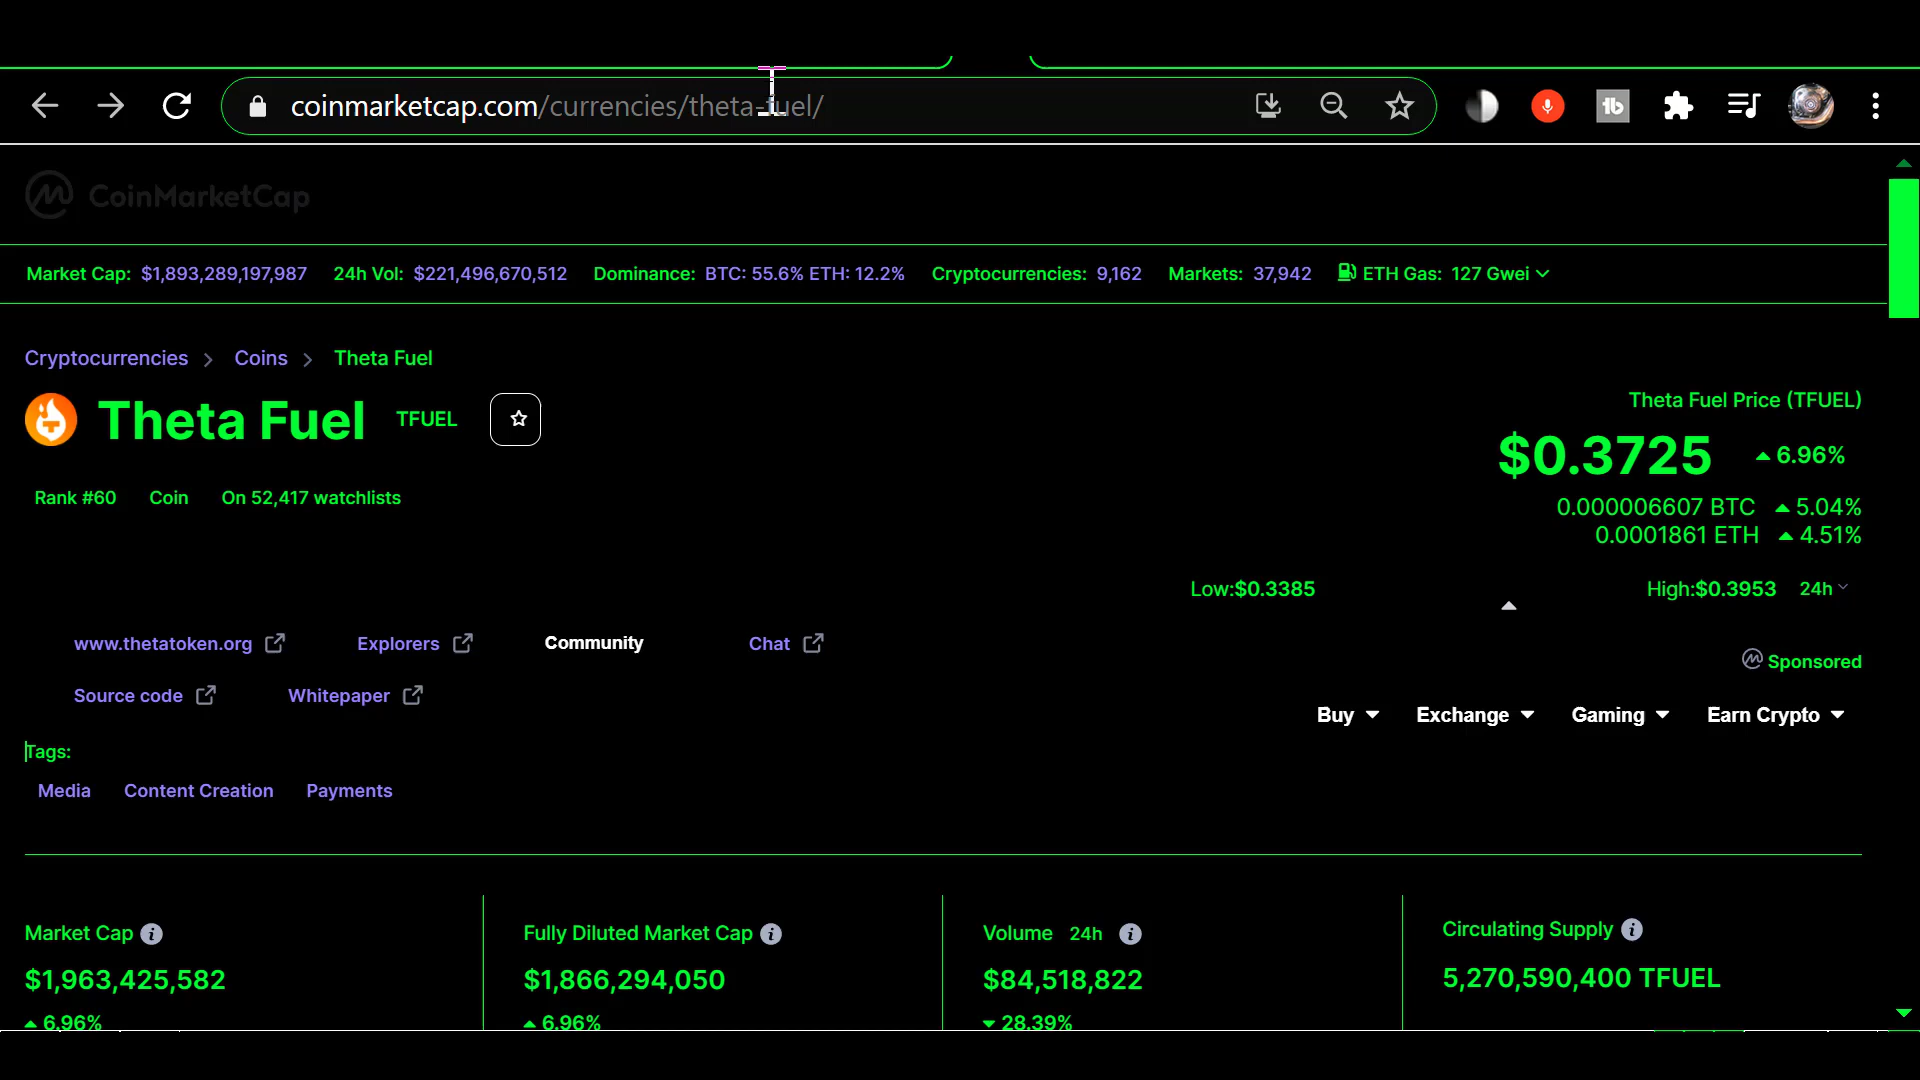 coinmarketcap.com/currencies/theta-fuel/
CoinMarketCap
Market Cap: $1,893,289,197,987 24h Vol: $221,496,670,512 Dominance: BTC: 55.6% ETH: 12.2% Cryptocurrencies: 9,162 Markets: 37,942 ETH Gas: 127 Gwei
Cryptocurrencies Coins Theta Fuel
Theta Fuel TFUEL
Theta Fuel Price (TFUEL)
$0.3725 6.96%
Rank #60 Coin On 52,417 watchlists
0.000006607 BTC 5.04%
0.0001861 ETH 4.51%
Low:$0.3385 High:$0.3953 24h
www.thetatoken.org Explorers Community Chat
Sponsored
Source code Whitepaper
Buy Exchange Gaming Earn Crypto
Tags:
Media Content Creation Payments
Market Cap Fully Diluted Market Cap Volume 24h Circulating Supply
$1,963,425,582 $1,866,294,050 $84,518,822 5,270,590,400 TFUEL
6.96% 6.96% 28.39%